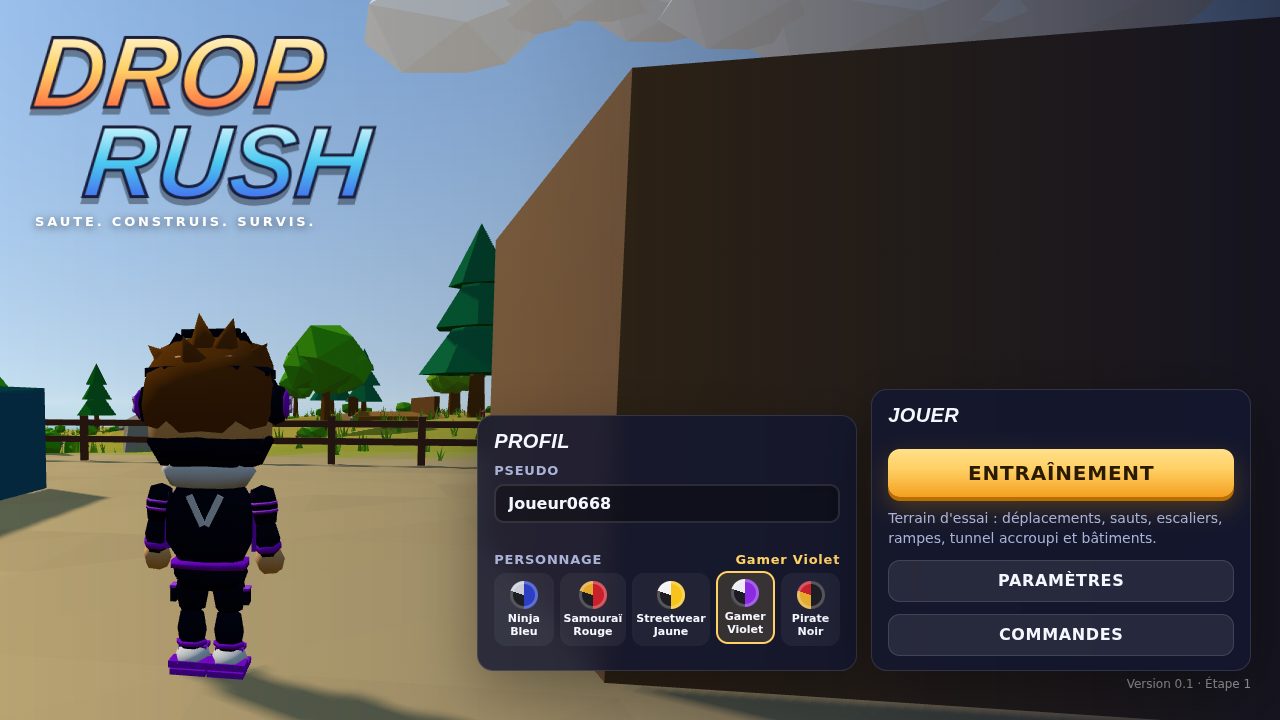 DROP
RUSH
SAUTE. CONSTRUIS. SURVIS.
PROFIL
PSEUDO
Joueur0668
PERSONNAGE
Gamer Violet
Ninja
Bleu
Samouraï
Rouge
Streetwear
Jaune
Gamer
Violet
Pirate
Noir
JOUER
ENTRAÎNEMENT
Terrain d'essai : déplacements, sauts, escaliers,
rampes, tunnel accroupi et bâtiments.
PARAMÈTRES
COMMANDES
Version 0.1 · Étape 1